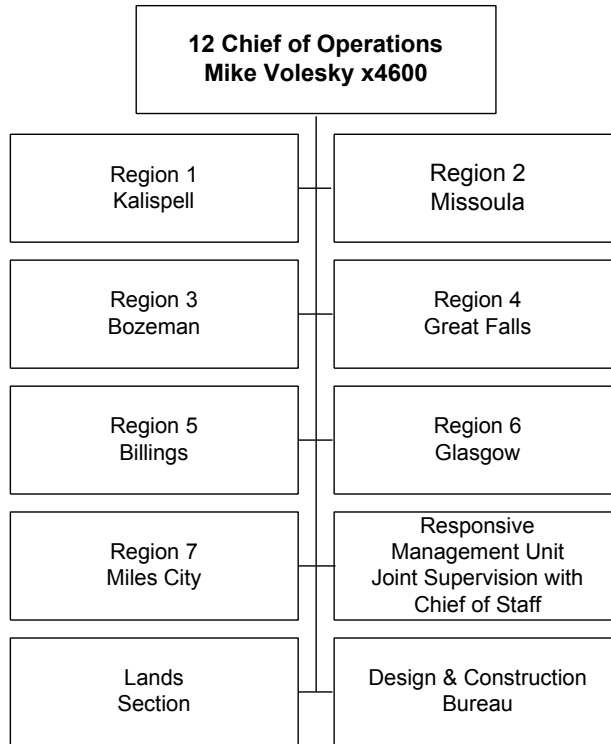 12 Chief of Operations
Mike Volesky x4600
Region 1
Kalispell
Region 2
Missoula
Region 3
Bozeman
Region 4
Great Falls
Region 5
Billings
Region 6
Glasgow
Region 7
Miles City
Responsive
Management Unit
Joint Supervision with
Chief of Staff
Lands
Section
Design & Construction
Bureau